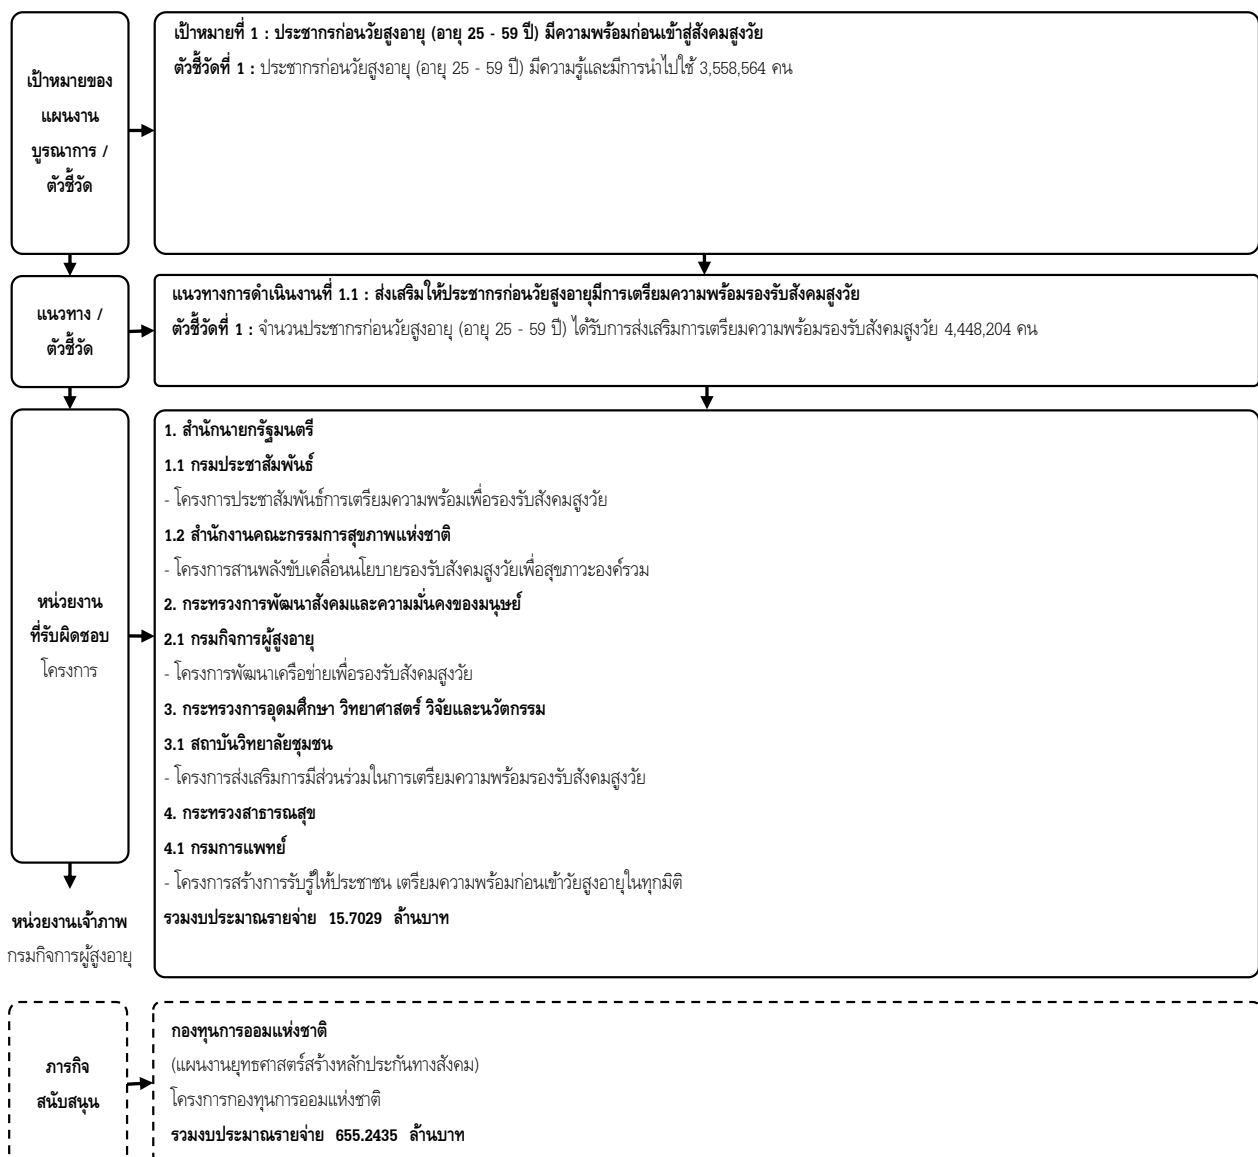 เป้าหมายของ
แผนงาน
บูรณาการ /
ตัวชี้วัด
เป้าหมายที่ 1 : ประชากรก่อนวัยสูงอายุ (อายุ 25 - 59 ปี) มีความพร้อมก่อนเข้าสู่สังคมสูงวัย
ตัวชี้วัดที่ 1 : ประชากรก่อนวัยสูงอายุ (อายุ 25 - 59 ปี) มีความรู้และมีการนำไปใช้ 3,558,564 คน
แนวทาง /
ตัวชี้วัด
แนวทางการดำเนินงานที่ 1.1 : ส่งเสริมให้ประชากรก่อนวัยสูงอายุมีการเตรียมความพร้อมรองรับสังคมสูงวัย
ตัวชี้วัดที่ 1 : จำนวนประชากรก่อนวัยสูงอายุ (อายุ 25 - 59 ปี) ได้รับการส่งเสริมการเตรียมความพร้อมรองรับสังคมสูงวัย 4,448,204 คน
หน่วยงาน
ที่รับผิดชอบ
โครงการ
1. สำนักนายกรัฐมนตรี
1.1 กรมประชาสัมพันธ์
- โครงการประชาสัมพันธ์การเตรียมความพร้อมเพื่อรองรับสังคมสูงวัย
1.2 สำนักงานคณะกรรมการสุขภาพแห่งชาติ
- โครงการสานพลังขับเคลื่อนนโยบายรองรับสังคมสูงวัยเพื่อสุขภาวะองค์รวม
2. กระทรวงการพัฒนาสังคมและความมั่นคงของมนุษย์
2.1 กรมกิจการผู้สูงอายุ
- โครงการพัฒนาเครือข่ายเพื่อรองรับสังคมสูงวัย
3. กระทรวงการอุดมศึกษา วิทยาศาสตร์ วิจัยและนวัตกรรม
3.1 สถาบันวิทยาลัยชุมชน
- โครงการส่งเสริมการมีส่วนร่วมในการเตรียมความพร้อมรองรับสังคมสูงวัย
4. กระทรวงสาธารณสุข
4.1 กรมการแพทย์
- โครงการสร้างการรับรู้ให้ประชาชน เตรียมความพร้อมก่อนเข้าวัยสูงอายุในทุกมิติ
รวมงบประมาณรายจ่าย 15.7029 ล้านบาท
หน่วยงานเจ้าภาพ
กรมกิจการผู้สูงอายุ
ภารกิจ
สนับสนุน
กองทุนการออมแห่งชาติ
(แผนงานยุทธศาสตร์สร้างหลักประกันทางสังคม)
โครงการกองทุนการออมแห่งชาติ
รวมงบประมาณรายจ่าย 655.2435 ล้านบาท